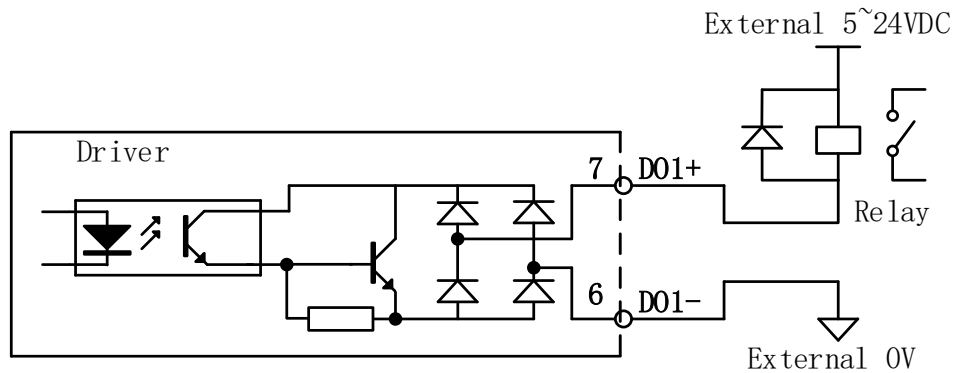 External 5~24VDC
Driver
7 DO1+
Relay
6 DO1-
External 0V